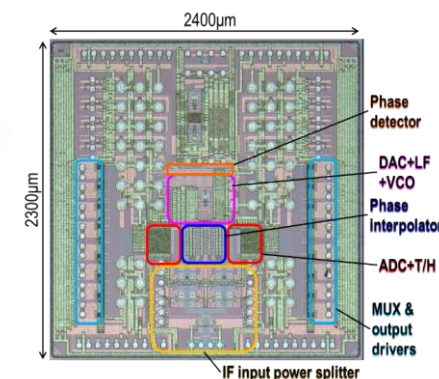 2400μm
2300μm
Phase
detector
DAC+LF
+VCO
Phase
interpolator
ADC+T/H
MUX &
output
drivers
IF input power splitter